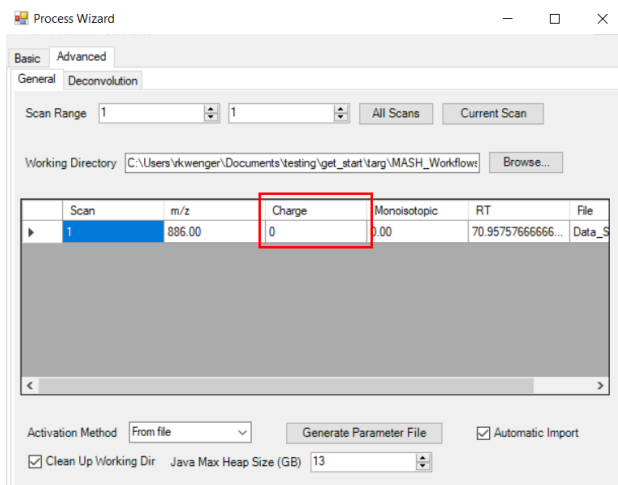 Process Wizard
Basic Advanced
General Deconvolution
Scan Range 1 1 All Scans Current Scan
Working Directory C:\Users\rkwenger\Documents\testing\get_start\targ\MASH_Workflows Browse...
Scan m/z Charge Monoisotopic RT File
1 886.00 0 0.00 70.95757666666... Data_S
Activation Method From file Generate Parameter File Automatic Import
Clean Up Working Dir Java Max Heap Size (GB) 13